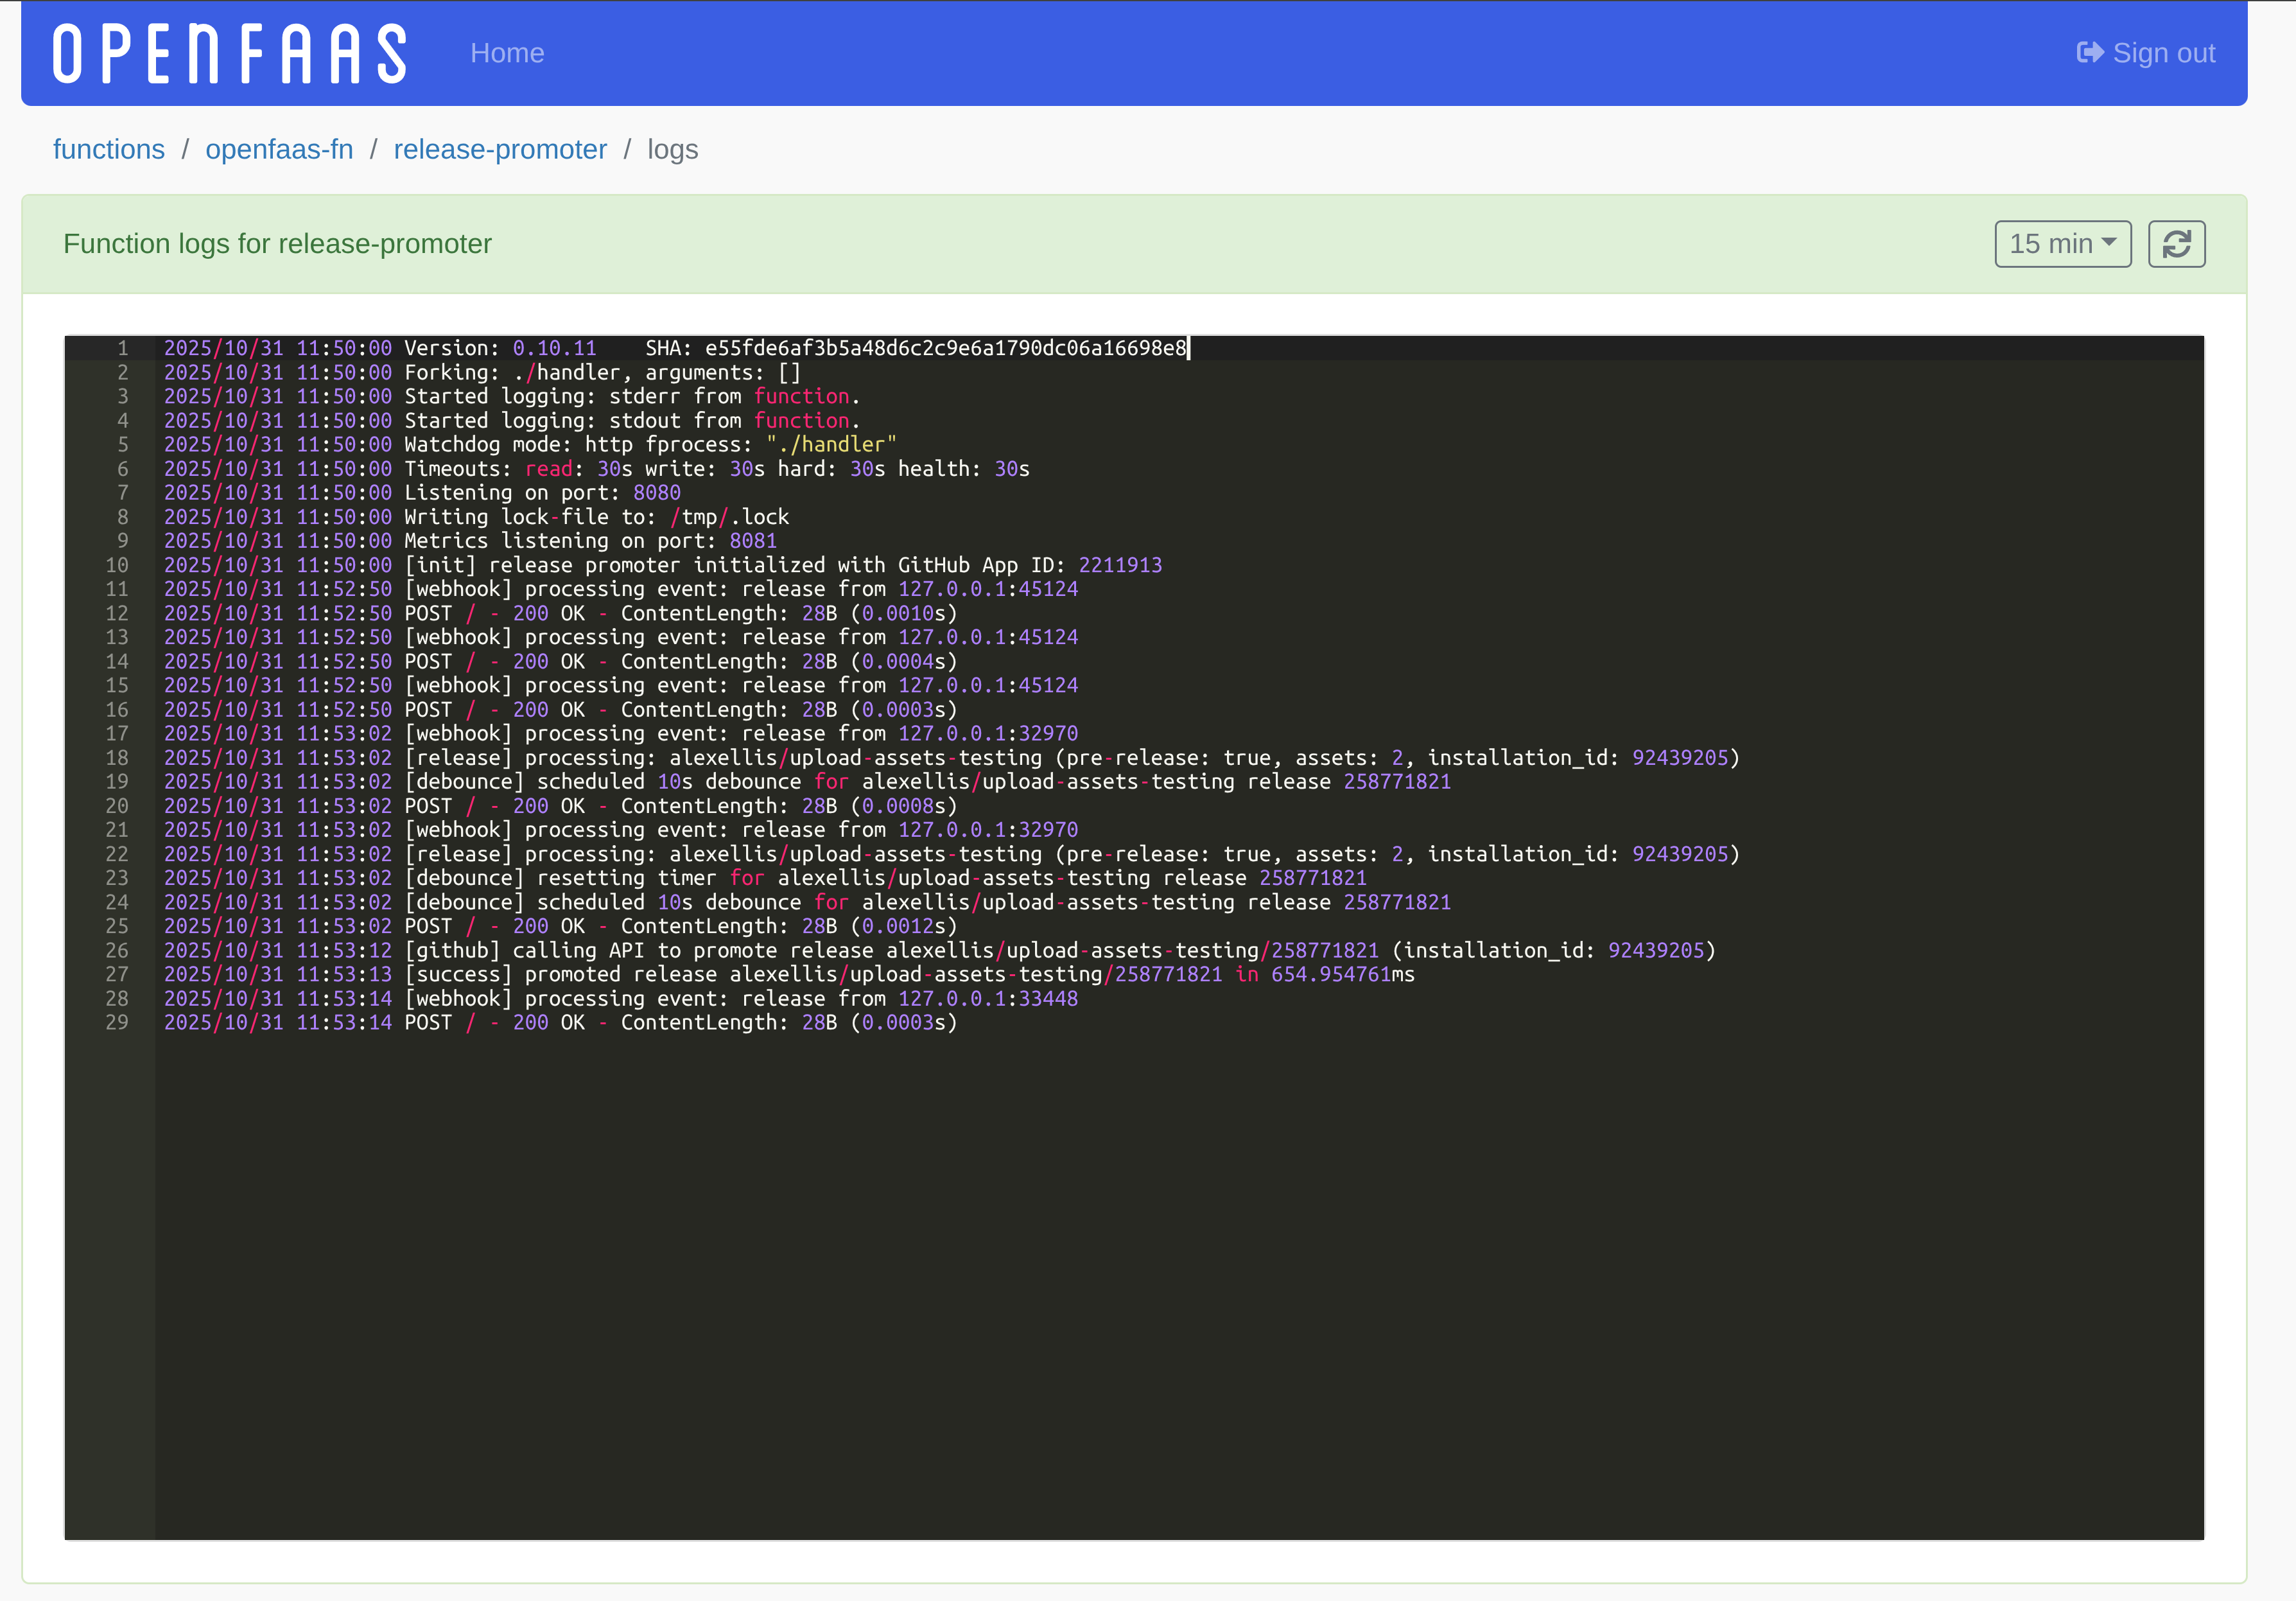 OPENFAAS Home Sign out
functions / openfaas-fn / release-promoter / logs
Function logs for release-promoter 15 min
1 2025/10/31 11:50:00 Version: 0.10.11    SHA: e55fde6af3b5a48d6c2c9e6a1790dc06a16698e8
2 2025/10/31 11:50:00 Forking: ./handler, arguments: []
3 2025/10/31 11:50:00 Started logging: stderr from function.
4 2025/10/31 11:50:00 Started logging: stdout from function.
5 2025/10/31 11:50:00 Watchdog mode: http fprocess: "./handler"
6 2025/10/31 11:50:00 Timeouts: read: 30s write: 30s hard: 30s health: 30s
7 2025/10/31 11:50:00 Listening on port: 8080
8 2025/10/31 11:50:00 Writing lock-file to: /tmp/.lock
9 2025/10/31 11:50:00 Metrics listening on port: 8081
10 2025/10/31 11:50:00 [init] release promoter initialized with GitHub App ID: 2211913
11 2025/10/31 11:52:50 [webhook] processing event: release from 127.0.0.1:45124
12 2025/10/31 11:52:50 POST / - 200 OK - ContentLength: 28B (0.0010s)
13 2025/10/31 11:52:50 [webhook] processing event: release from 127.0.0.1:45124
14 2025/10/31 11:52:50 POST / - 200 OK - ContentLength: 28B (0.0004s)
15 2025/10/31 11:52:50 [webhook] processing event: release from 127.0.0.1:45124
16 2025/10/31 11:52:50 POST / - 200 OK - ContentLength: 28B (0.0003s)
17 2025/10/31 11:53:02 [webhook] processing event: release from 127.0.0.1:32970
18 2025/10/31 11:53:02 [release] processing: alexellis/upload-assets-testing (pre-release: true, assets: 2, installation_id: 92439205)
19 2025/10/31 11:53:02 [debounce] scheduled 10s debounce for alexellis/upload-assets-testing release 258771821
20 2025/10/31 11:53:02 POST / - 200 OK - ContentLength: 28B (0.0008s)
21 2025/10/31 11:53:02 [webhook] processing event: release from 127.0.0.1:32970
22 2025/10/31 11:53:02 [release] processing: alexellis/upload-assets-testing (pre-release: true, assets: 2, installation_id: 92439205)
23 2025/10/31 11:53:02 [debounce] resetting timer for alexellis/upload-assets-testing release 258771821
24 2025/10/31 11:53:02 [debounce] scheduled 10s debounce for alexellis/upload-assets-testing release 258771821
25 2025/10/31 11:53:02 POST / - 200 OK - ContentLength: 28B (0.0012s)
26 2025/10/31 11:53:12 [github] calling API to promote release alexellis/upload-assets-testing/258771821 (installation_id: 92439205)
27 2025/10/31 11:53:13 [success] promoted release alexellis/upload-assets-testing/258771821 in 654.954761ms
28 2025/10/31 11:53:14 [webhook] processing event: release from 127.0.0.1:33448
29 2025/10/31 11:53:14 POST / - 200 OK - ContentLength: 28B (0.0003s)